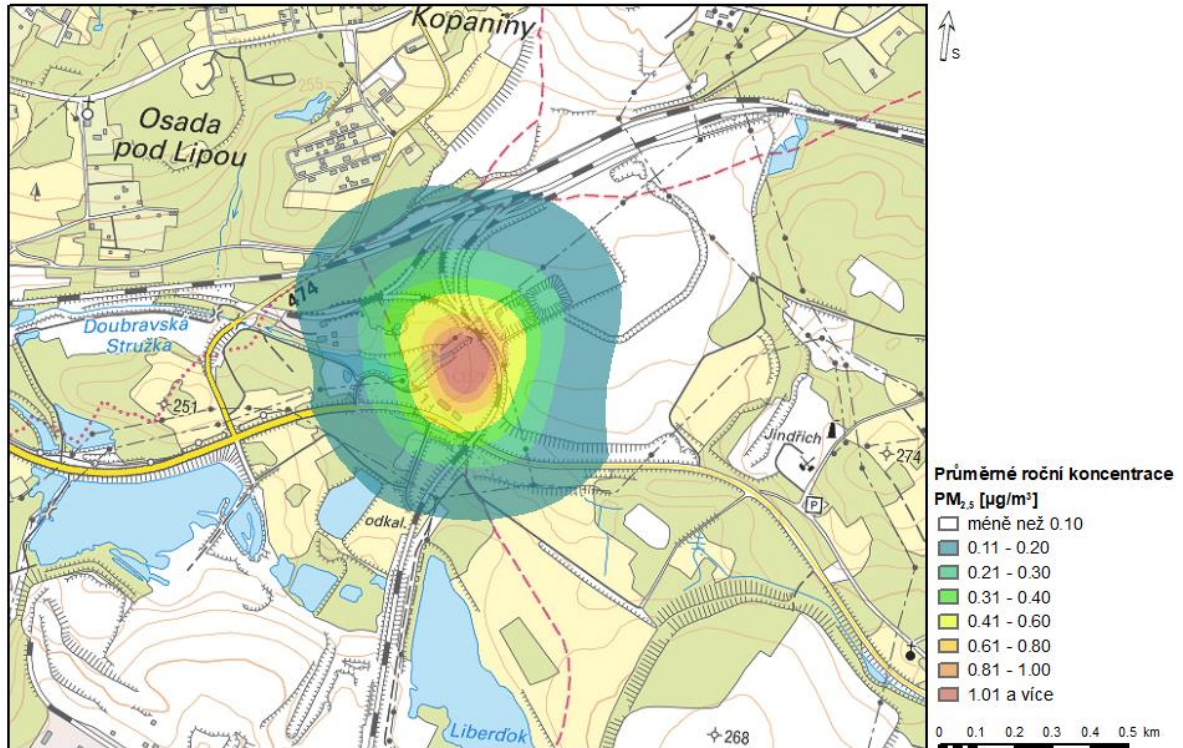 Kopaniny
255
Osada
pod Lipou
S
474
Doubravská
Stružka
251
Jindřich
274
P
odkal.
Liberdok
268
Průměrné roční koncentrace
PM2,5 [µg/m³]
méně než 0.10
0.11 - 0.20
0.21 - 0.30
0.31 - 0.40
0.41 - 0.60
0.61 - 0.80
0.81 - 1.00
1.01 a více
0 0.1 0.2 0.3 0.4 0.5 km